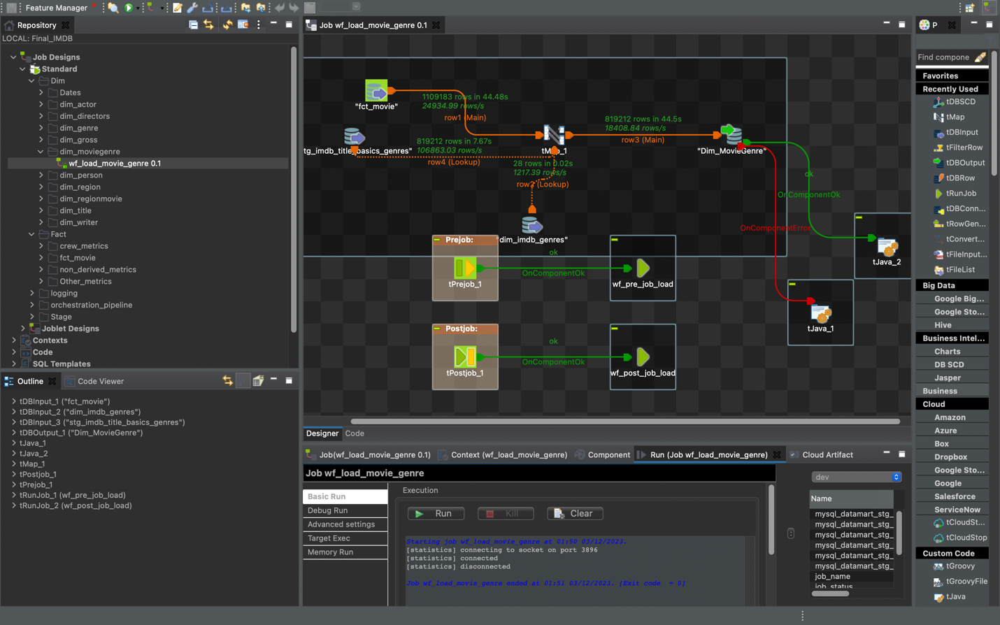 Feature Manager
Repository
LOCAL: Final_IMDB
Job Designs
Standard
Dim
Dates
dim_actor
dim_directors
dim_genre
dim_gross
dim_moviegenre
wf_load_movie_genre 0.1
dim_person
dim_region
dim_regionmovie
dim_title
dim_writer
Fact
crew_metrics
fct_movie
non_derived_metrics
Other_metrics
logging
orchestration_pipeline
Stage
Joblet Designs
Contexts
Code
SQL Templates
Outline
Code Viewer
tDBInput_1 ("fct_movie")
tDBInput_2 ("dim_imdb_genres")
tDBInput_3 ("stg_imdb_title_basics_genres")
tDBOutput_1 ("Dim_MovieGenre")
tJava_1
tJava_2
tMap_1
tPostjob_1
tPrejob_1
tRunJob_1 (wf_pre_job_load)
tRunJob_2 (wf_post_job_load)
Job wf_load_movie_genre 0.1
"fct_movie"
1109183 rows in 44.48s
24934.99 rows/s
row1 (Main)
tg_imdb_title_basics_genres"
819212 rows in 7.67s
106863.03 rows/s
row4 (Lookup)
tMap_1
28 rows in 0.02s
1217.39 rows/s
row2 (Lookup)
"dim_imdb_genres"
819212 rows in 44.5s
18408.84 rows/s
row3 (Main)
"Dim_MovieGenre"
ok
OnComponentOk
OnComponentError
tJava_2
tJava_1
Prejob:
tPrejob_1
ok
OnComponentOk
wf_pre_job_load
Postjob:
tPostjob_1
ok
OnComponentOk
wf_post_job_load
Designer
Code
Job(wf_load_movie_genre 0.1)
Context (wf_load_movie_genre)
Component
Run (Job wf_load_movie_genre)
Cloud Artifact
Job wf_load_movie_genre
Basic Run
Debug Run
Advanced settings
Target Exec
Memory Run
Execution
Run
Kill
Clear
Starting job wf_load_movie_genre at 01:50 03/12/2023.
[statistics] connecting to socket on port 3896
[statistics] connected
[statistics] disconnected
Job wf_load_movie_genre ended at 01:51 03/12/2023. [Exit code  = 0]
dev
Name
mysql_datamart_stg_
mysql_datamart_stg_
mysql_datamart_stg_
mysql_datamart_stg_
mysql_datamart_stg_
mysql_datamart_stg_
job_name
job_status
P
Find compone
Favorites
Recently Used
tDBSCD
tMap
tDBInput
tFilterRow
tDBOutput
tDBRow
tRunJob
tDBConn...
tRowGen...
tConvert...
tFileInput...
tFileList
Big Data
Google Big...
Google Sto...
Hive
Business Intel...
Charts
DB SCD
Jasper
Business
Cloud
Amazon
Azure
Box
Dropbox
Google Sto...
Google
Salesforce
ServiceNow
tCloudSt...
tCloudStop
Custom Code
tGroovy
tGroovyFile
tJava